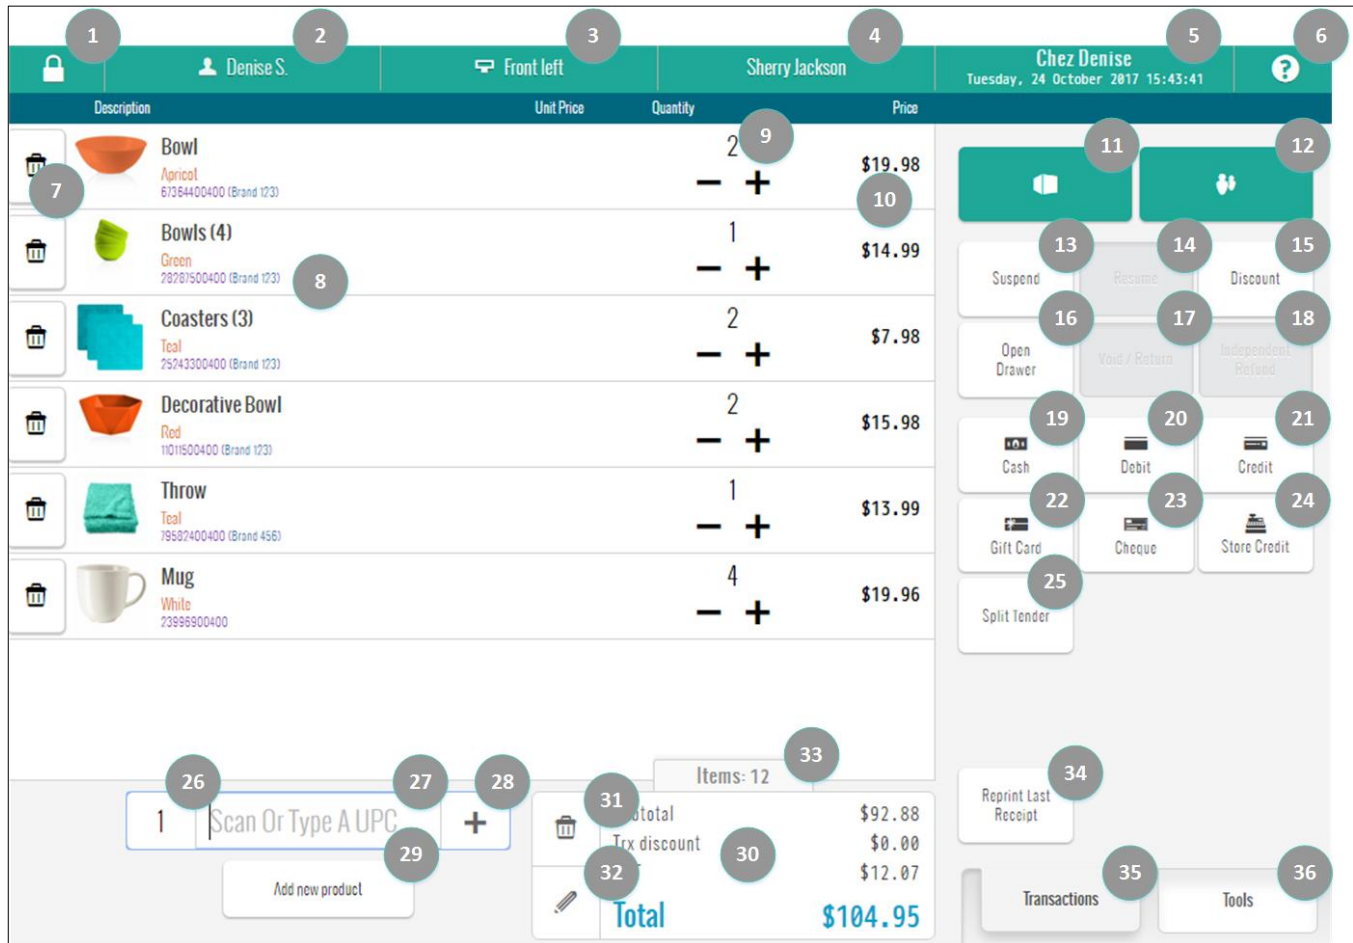 1 2 3 4 5 6
Denise S. Front left Sherry Jackson Chez Denise
Tuesday, 24 October 2017 15:43:41
Description Unit Price Quantity Price
Bowl 2 9
Apricot $19.98
67364400400 (Brand 123)
7 10
Bowls (4) 1
Green $14.99
28287500400 (Brand 123) 8
Coasters (3) 2
Teal $7.98
25243300400 (Brand 123)
Decorative Bowl 2
Red $15.98
11011500400 (Brand 123)
Throw 1
Teal $13.99
79582400400 (Brand 456)
Mug 4
White $19.96
23996900400
11 12
13 14 15
Suspend Resume Discount
16 17 18
Open
Drawer
Void / Return
Independent
Refund
19 20 21
Cash Debit Credit
22 23 24
Gift Card Cheque Store Credit
25
Split Tender
33
Items: 12
26 27 28
1 Scan Or Type A UPC
29
Add new product
31
$92.88
Trx discount $0.00
30
32
$12.07
Total $104.95
34
Reprint Last
Receipt
35 36
Transactions Tools